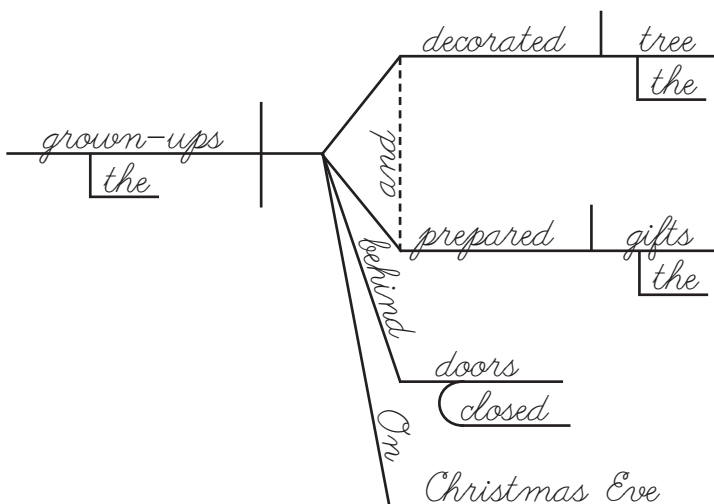 decorated tree
the
grown-ups
and
the
prepared gifts
behind
the
doors
closed
On
Christmas Eve